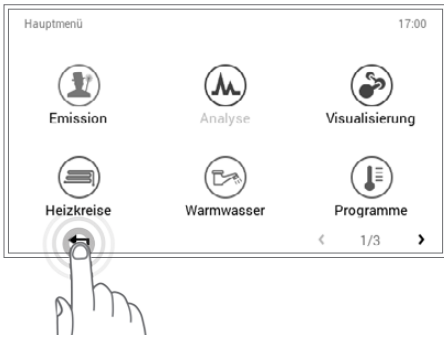 Hauptmenü 17:00
Emission Analyse Visualisierung
Heizkreise Warmwasser Programme
1/3